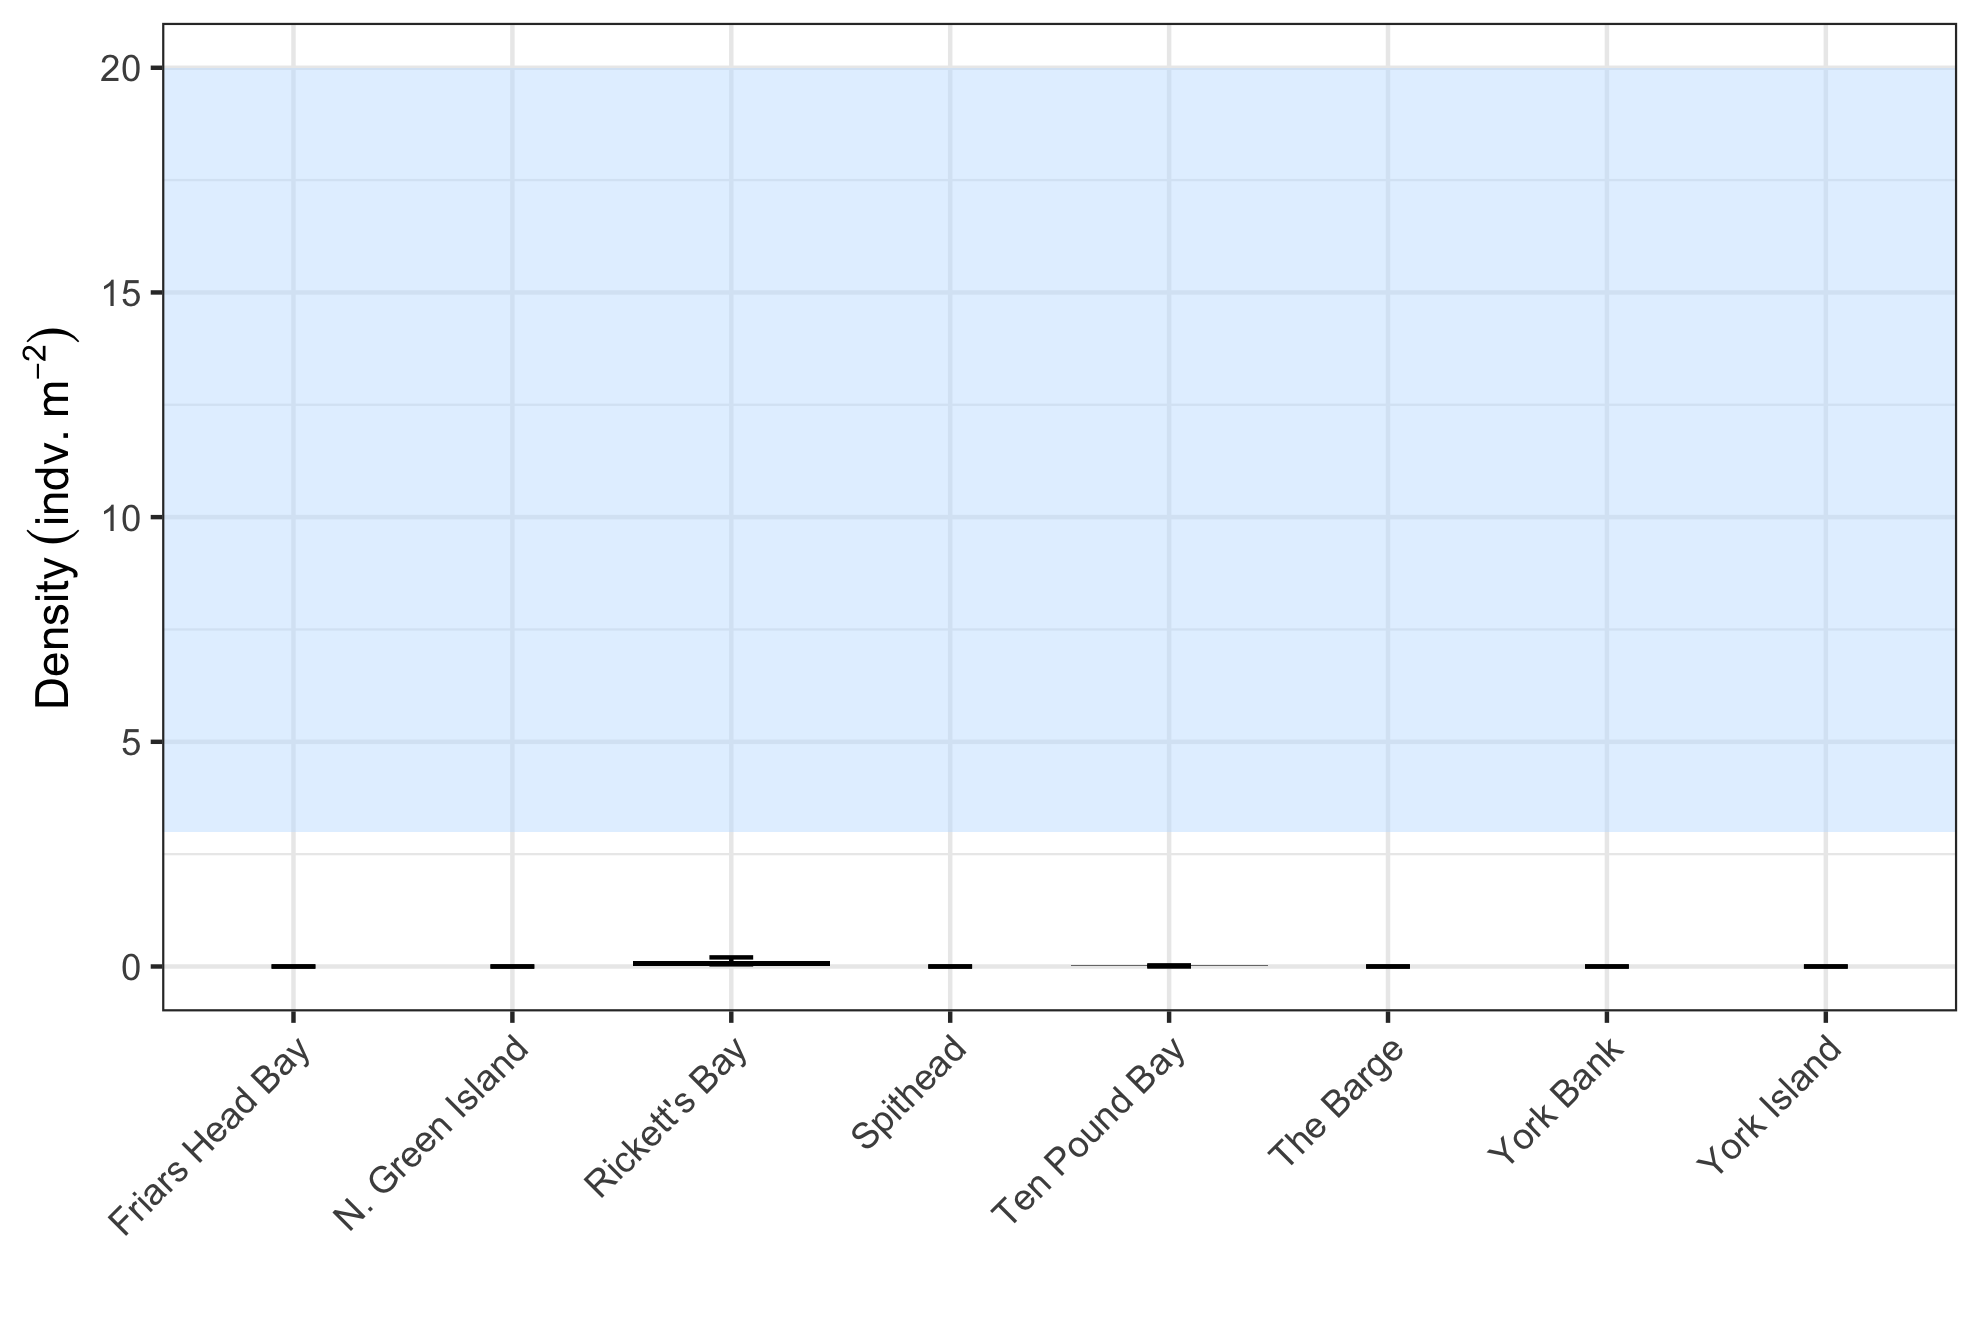 Density (indv. m⁻²)
20
15
10
5
0
Friars Head Bay
N. Green Island
Rickett's Bay
Spithead
Ten Pound Bay
The Barge
York Bank
York Island